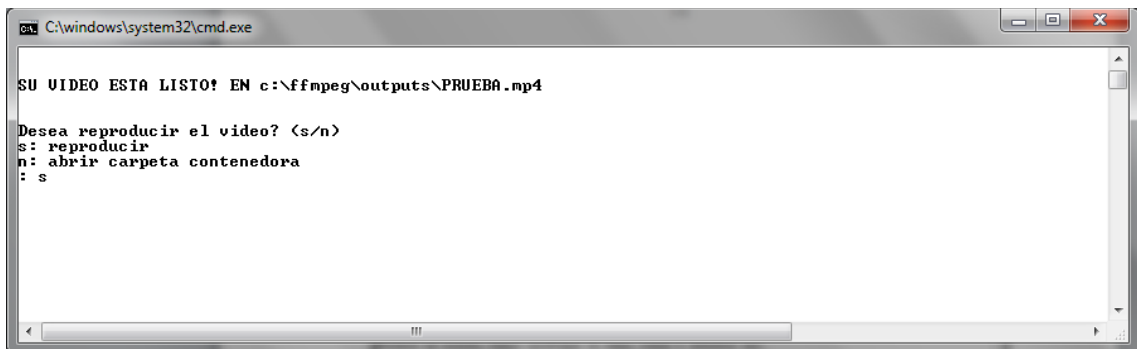 C:\windows\system32\cmd.exe
SU VIDEO ESTA LISTO! EN c:\ffmpeg\outputs\PRUEBA.mp4
Desea reproducir el video? (s/n)
s: reproducir
n: abrir carpeta contenedora
: s